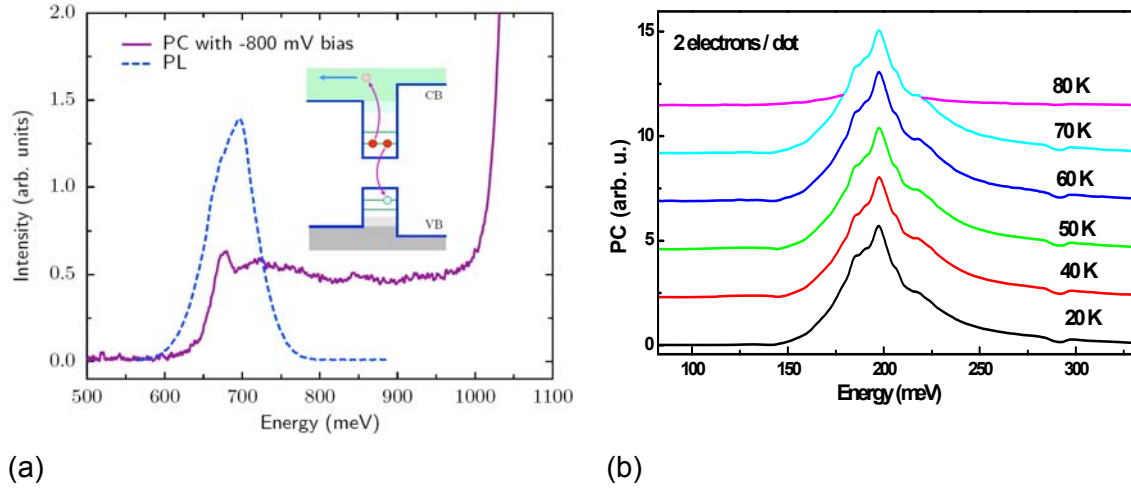 2.0
1.5
1.0
0.5
0.0
Intensity (arb. units)
PC with -800 mV bias
PL
CB
VB
500 600 700 800 900 1000 1100
Energy (meV)
(a)
15
10
5
0
PC (arb. u.)
2 electrons / dot
80 K
70 K
60 K
50 K
40 K
20 K
100 150 200 250 300
Energy (meV)
(b)